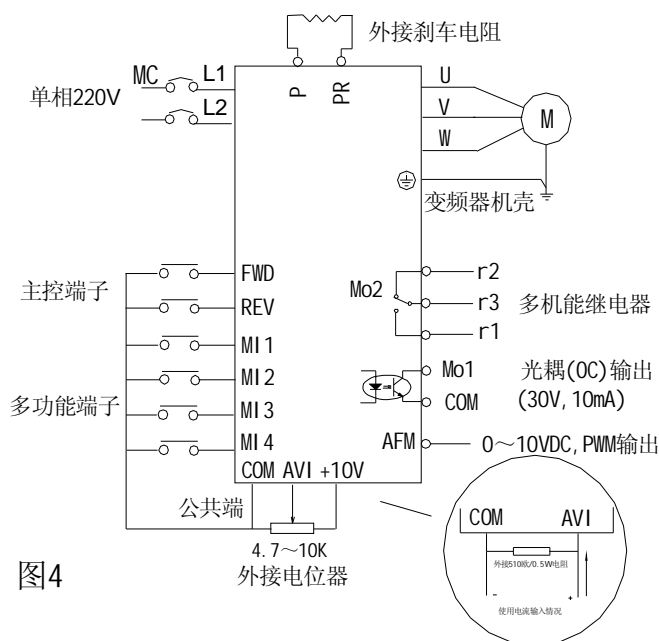 外接刹车电阻
MC L1
单相220V
L2
P
PR
U
V
W
M
变频器机壳
主控端子
FWD
REV
MI1
MI2
多功能端子
MI3
MI4
COM AVI +10V
公共端
4.7～10K
外接电位器
Mo2
r2
r3
多机能继电器
r1
Mo1
光耦(OC)输出
COM
(30V,10mA)
AFM
0～10VDC,PWM输出
COM AVI
外接510欧/0.5W电阻
- +
使用电流输入情况
图4